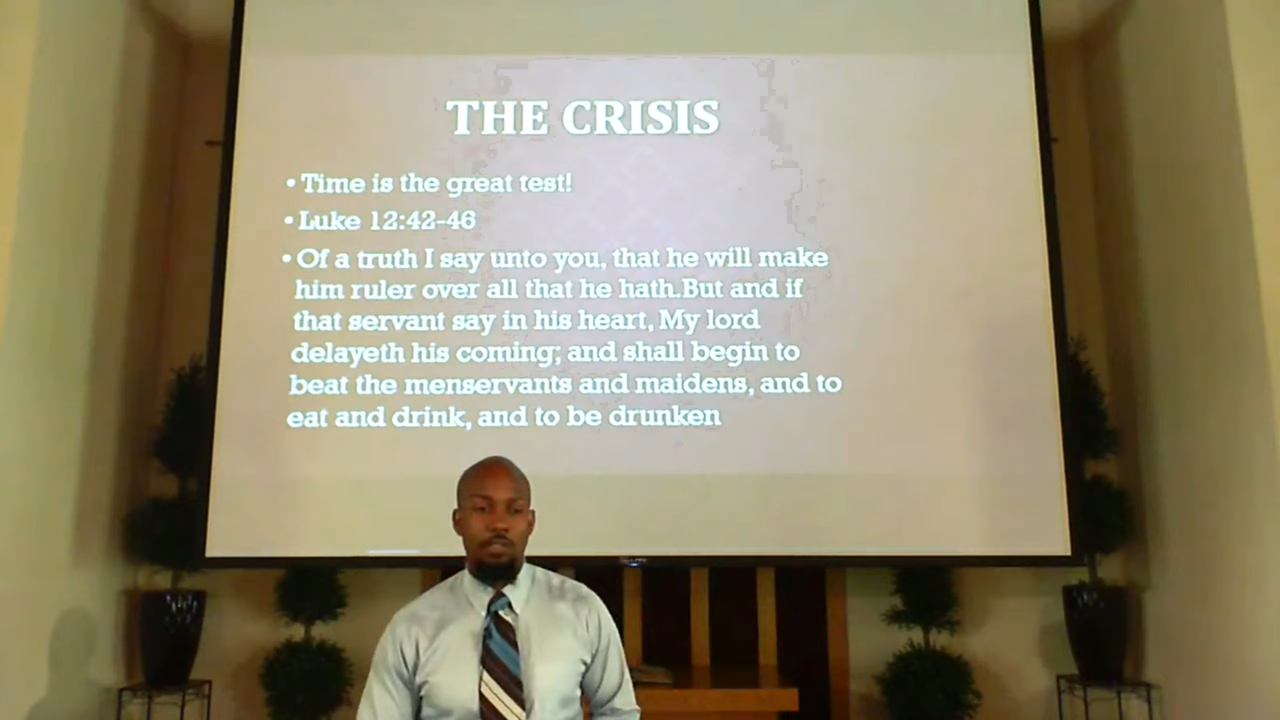 THE CRISIS
• Time is the great test!
• Luke 12:42-46
• Of a truth I say unto you, that he will make
him ruler over all that he hath.But and if
that servant say in his heart, My lord
delayeth his coming; and shall begin to
beat the menservants and maidens, and to
eat and drink, and to be drunken